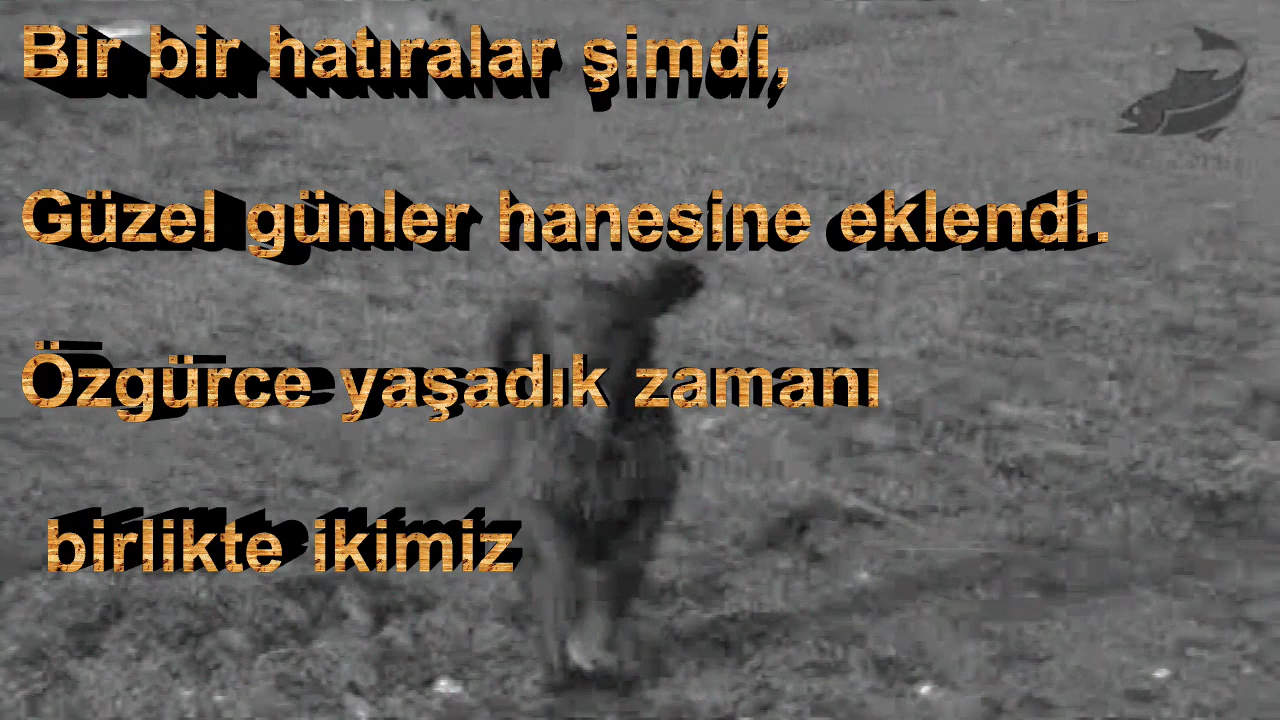 Bir bir hatıralar şimdi,
Güzel günler hanesine eklendi.
Özgürce yaşadık zamanı
birlikte ikimiz